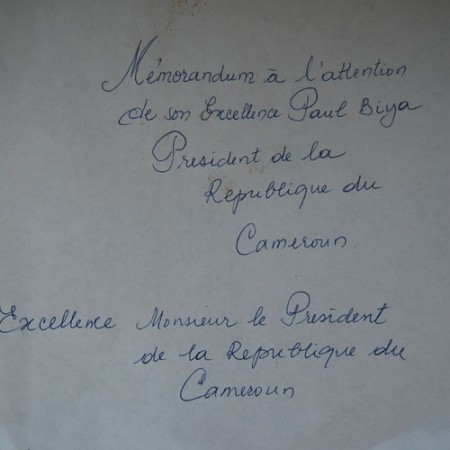 Mémorandum à l'attention
de son Excellence Paul Biya
President de la
Republique du
Cameroun
Excellence Monsieur le President
de la Republique du
Cameroun